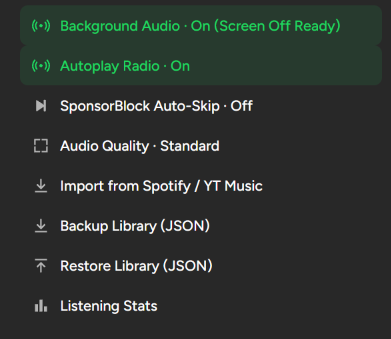 Background Audio · On (Screen Off Ready)
Autoplay Radio · On
SponsorBlock Auto-Skip · Off
Audio Quality · Standard
Import from Spotify / YT Music
Backup Library (JSON)
Restore Library (JSON)
Listening Stats